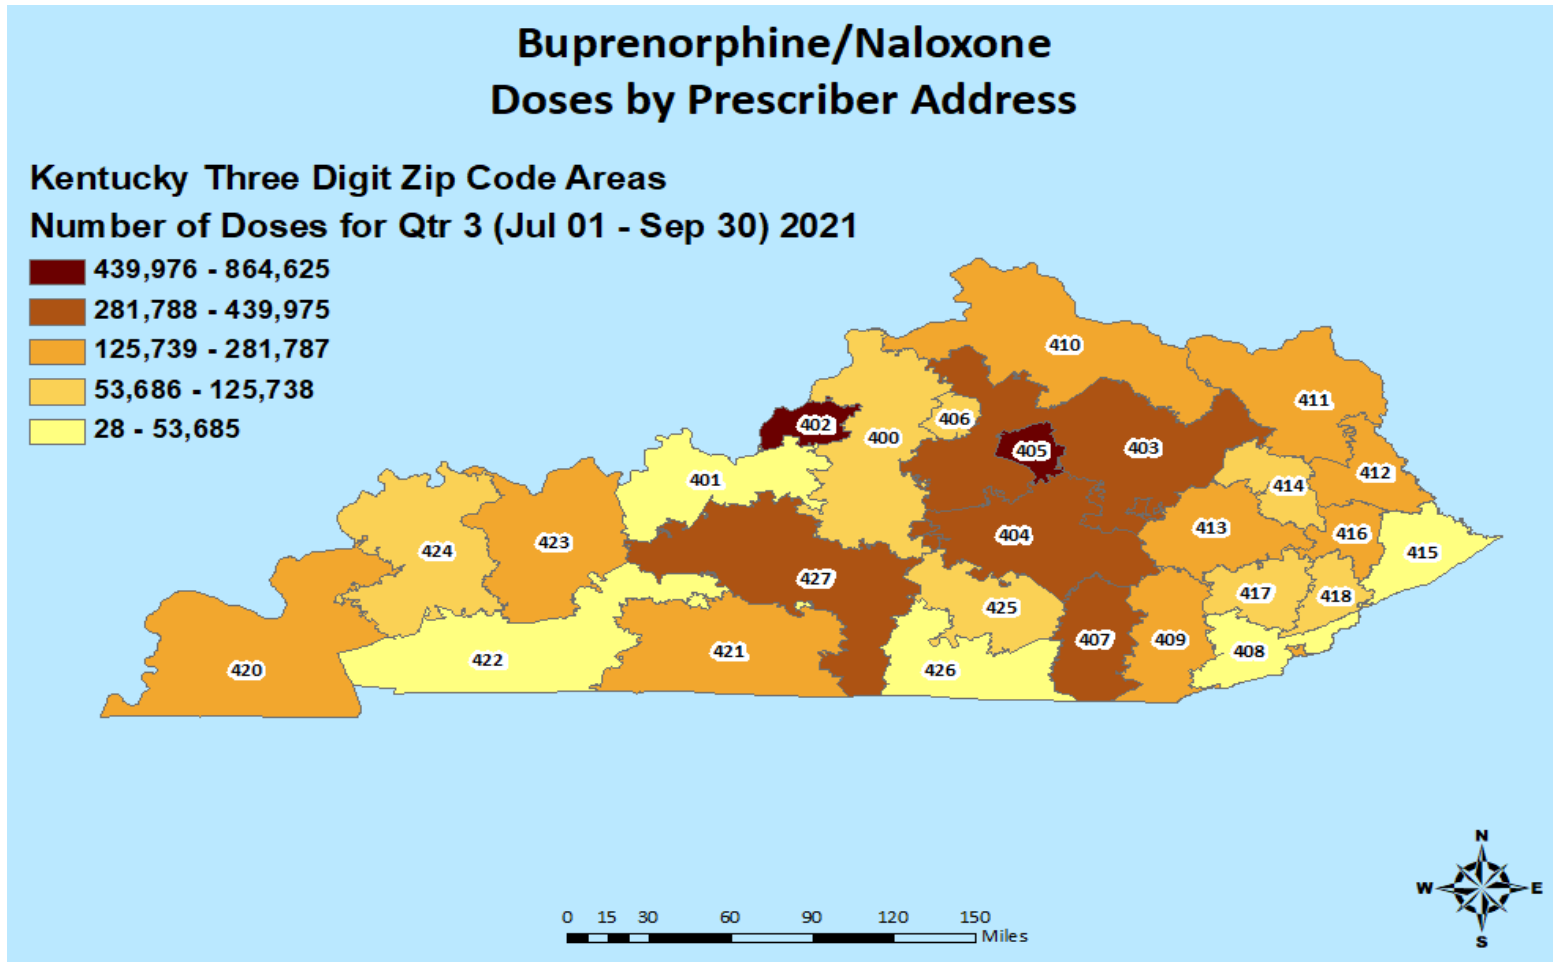 Buprenorphine/Naloxone
Doses by Prescriber Address
Kentucky Three Digit Zip Code Areas
Number of Doses for Qtr 3 (Jul 01 - Sep 30) 2021
439,976 - 864,625
281,788 - 439,975
125,739 - 281,787
53,686 - 125,738
28 - 53,685
410
411
402
406
400
405
403
412
401
414
424
423
404
413
416
415
427
417
418
425
420
422
421
426
407
409
408
N
W
E
S
0 15 30 60 90 120 150
Miles